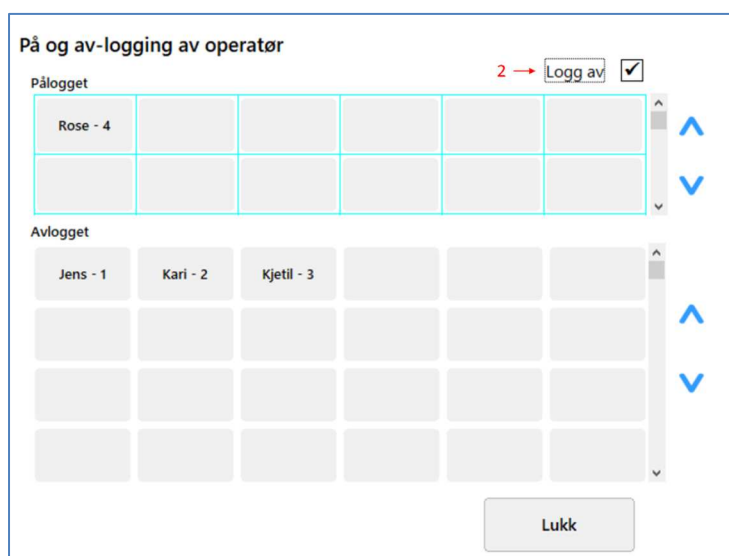 På og av-logging av operatør
2 → Logg av
Pålogget
Rose - 4
Avlogget
Jens - 1 Kari - 2 Kjetil - 3
Lukk